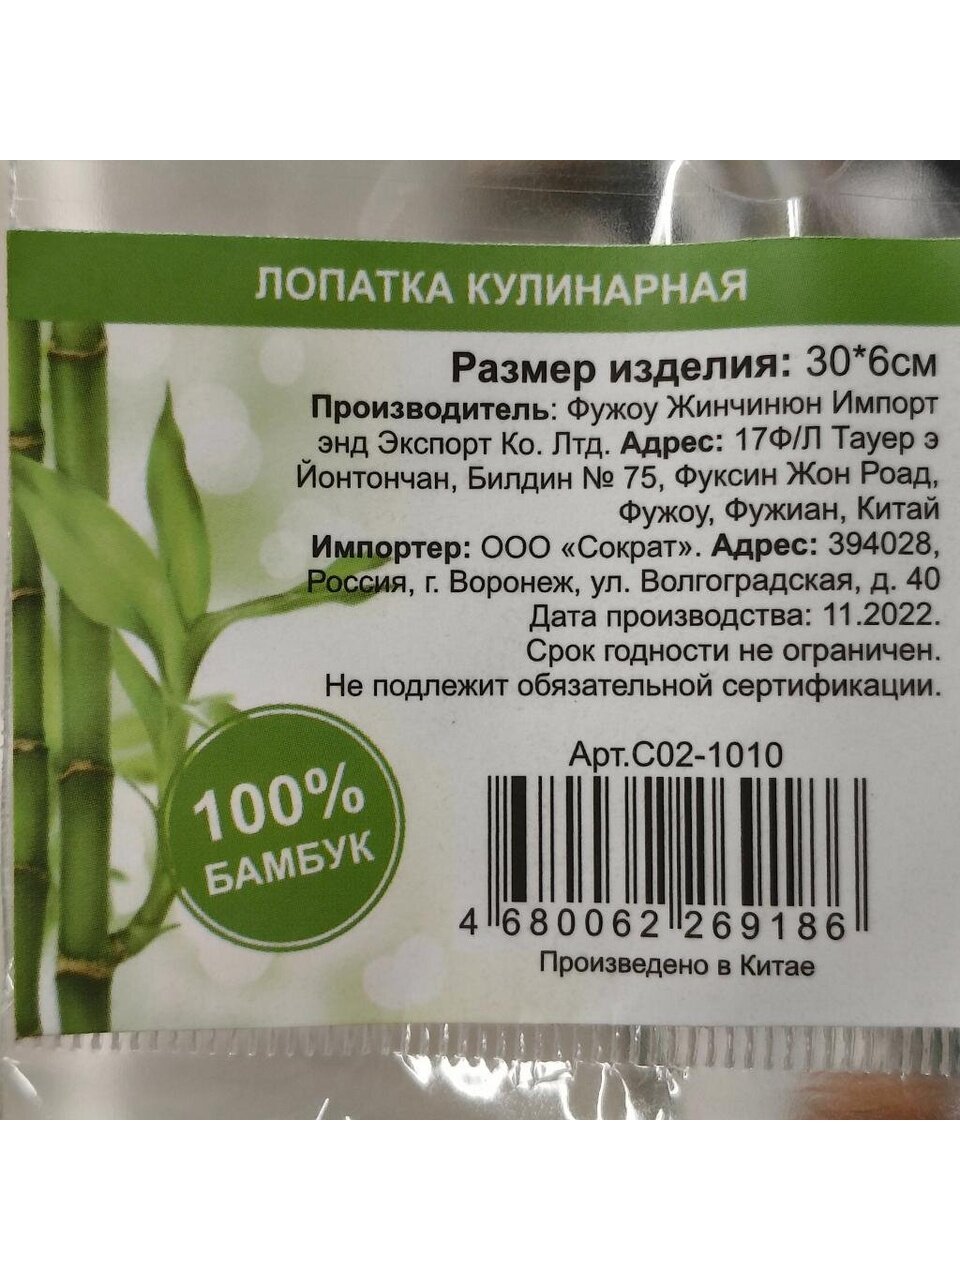 ЛОПАТКА КУЛИНАРНАЯ
Размер изделия: 30*6см
Производитель: Фужоу Жинчинюн Импорт
энд Экспорт Ко. Лтд. Адрес: 17Ф/Л Тауер э
Йонтончан, Билдин № 75, Фуксин Жон Роад,
Фужоу, Фужиан, Китай
Импортер: ООО «Сократ». Адрес: 394028,
Россия, г. Воронеж, ул. Волгоградская, д. 40
Дата производства: 11.2022.
Срок годности не ограничен.
Не подлежит обязательной сертификации.
Арт.С02-1010
100%
БАМБУК
4 680062 269186
Произведено в Китае